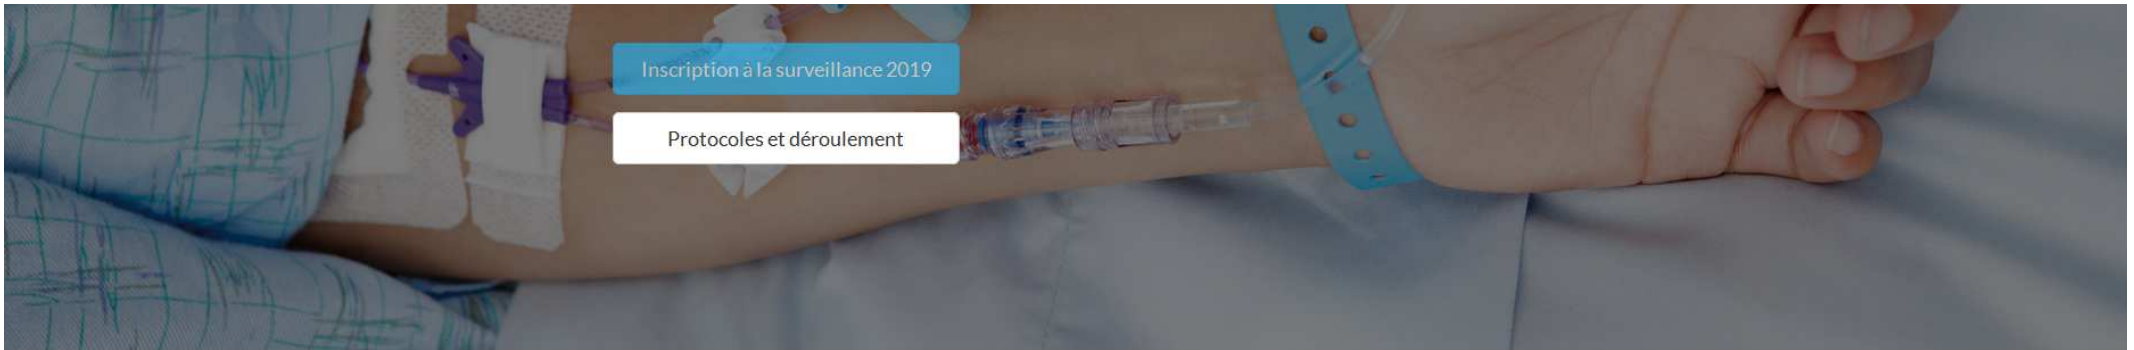 Inscription à la surveillance 2019
Protocoles et déroulement